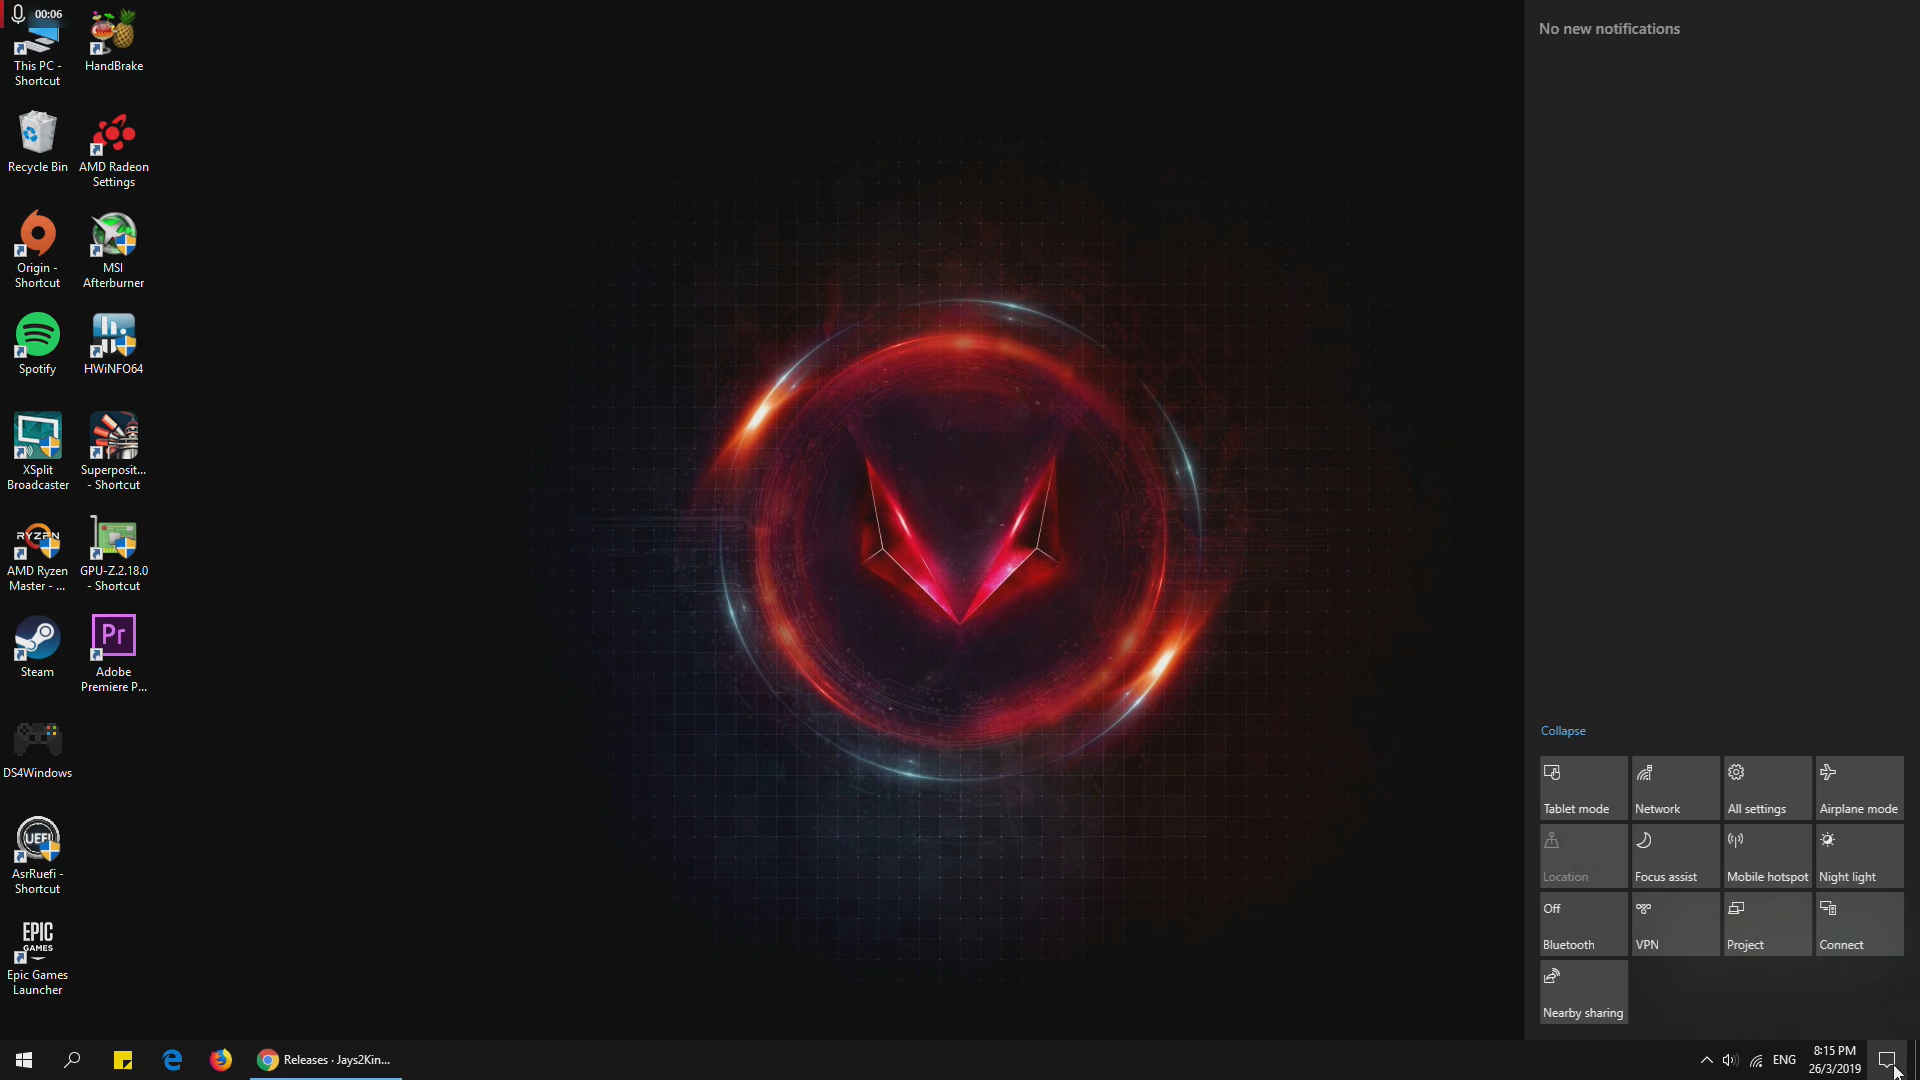 00:06
This PC -
Shortcut
HandBrake
Recycle Bin
AMD Radeon
Settings
Origin -
Shortcut
MSI
Afterburner
Spotify
HWiNFO64
XSplit
Broadcaster
Superposit...
- Shortcut
RYZEN
AMD Ryzen
Master - ...
GPU-Z.2.18.0
- Shortcut
Steam
Pr
Adobe
Premiere P...
DS4Windows
UEFI
AsrRuefi -
Shortcut
EPIC
GAMES
Epic Games
Launcher
No new notifications
Collapse
Tablet mode
Network
All settings
Airplane mode
Location
Focus assist
Mobile hotspot
Night light
Off
Bluetooth
VPN
Project
Connect
Nearby sharing
Releases · Jays2Kin...
ENG
8:15 PM
26/3/2019